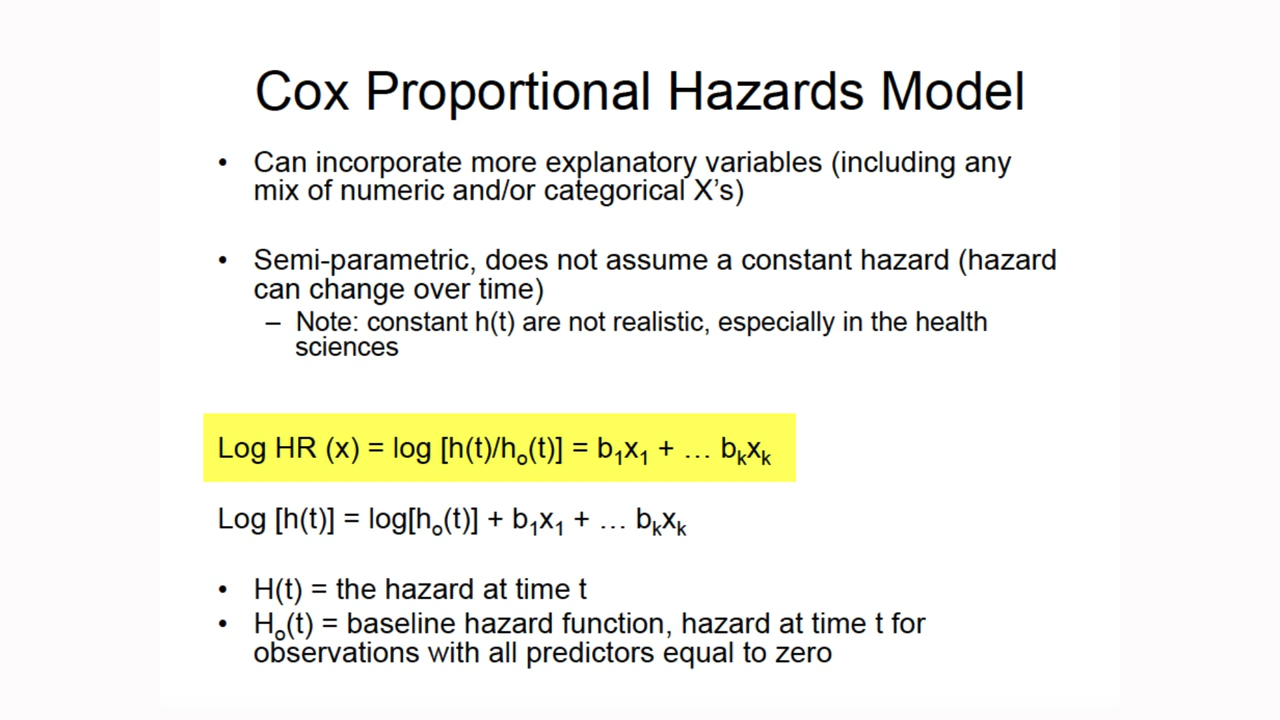 Cox Proportional Hazards Model
• Can incorporate more explanatory variables (including any
mix of numeric and/or categorical X's)
• Semi-parametric, does not assume a constant hazard (hazard
can change over time)
– Note: constant h(t) are not realistic, especially in the health
sciences
Log HR (x) = log [h(t)/hₒ(t)] = b₁x₁ + … bₖxₖ
Log [h(t)] = log[hₒ(t)] + b₁x₁ + … bₖxₖ
• H(t) = the hazard at time t
• Hₒ(t) = baseline hazard function, hazard at time t for
observations with all predictors equal to zero